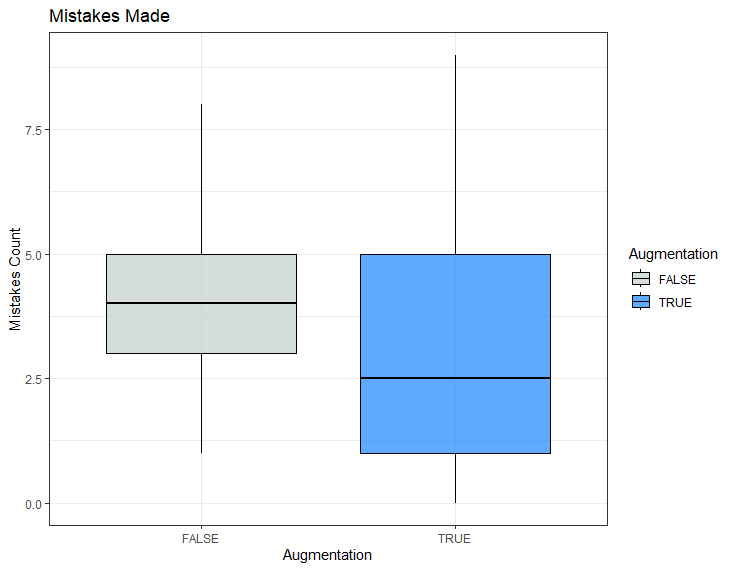 Mistakes Made
Mistakes Count
7.5
5.0
2.5
0.0
FALSE
TRUE
Augmentation
Augmentation
FALSE
TRUE